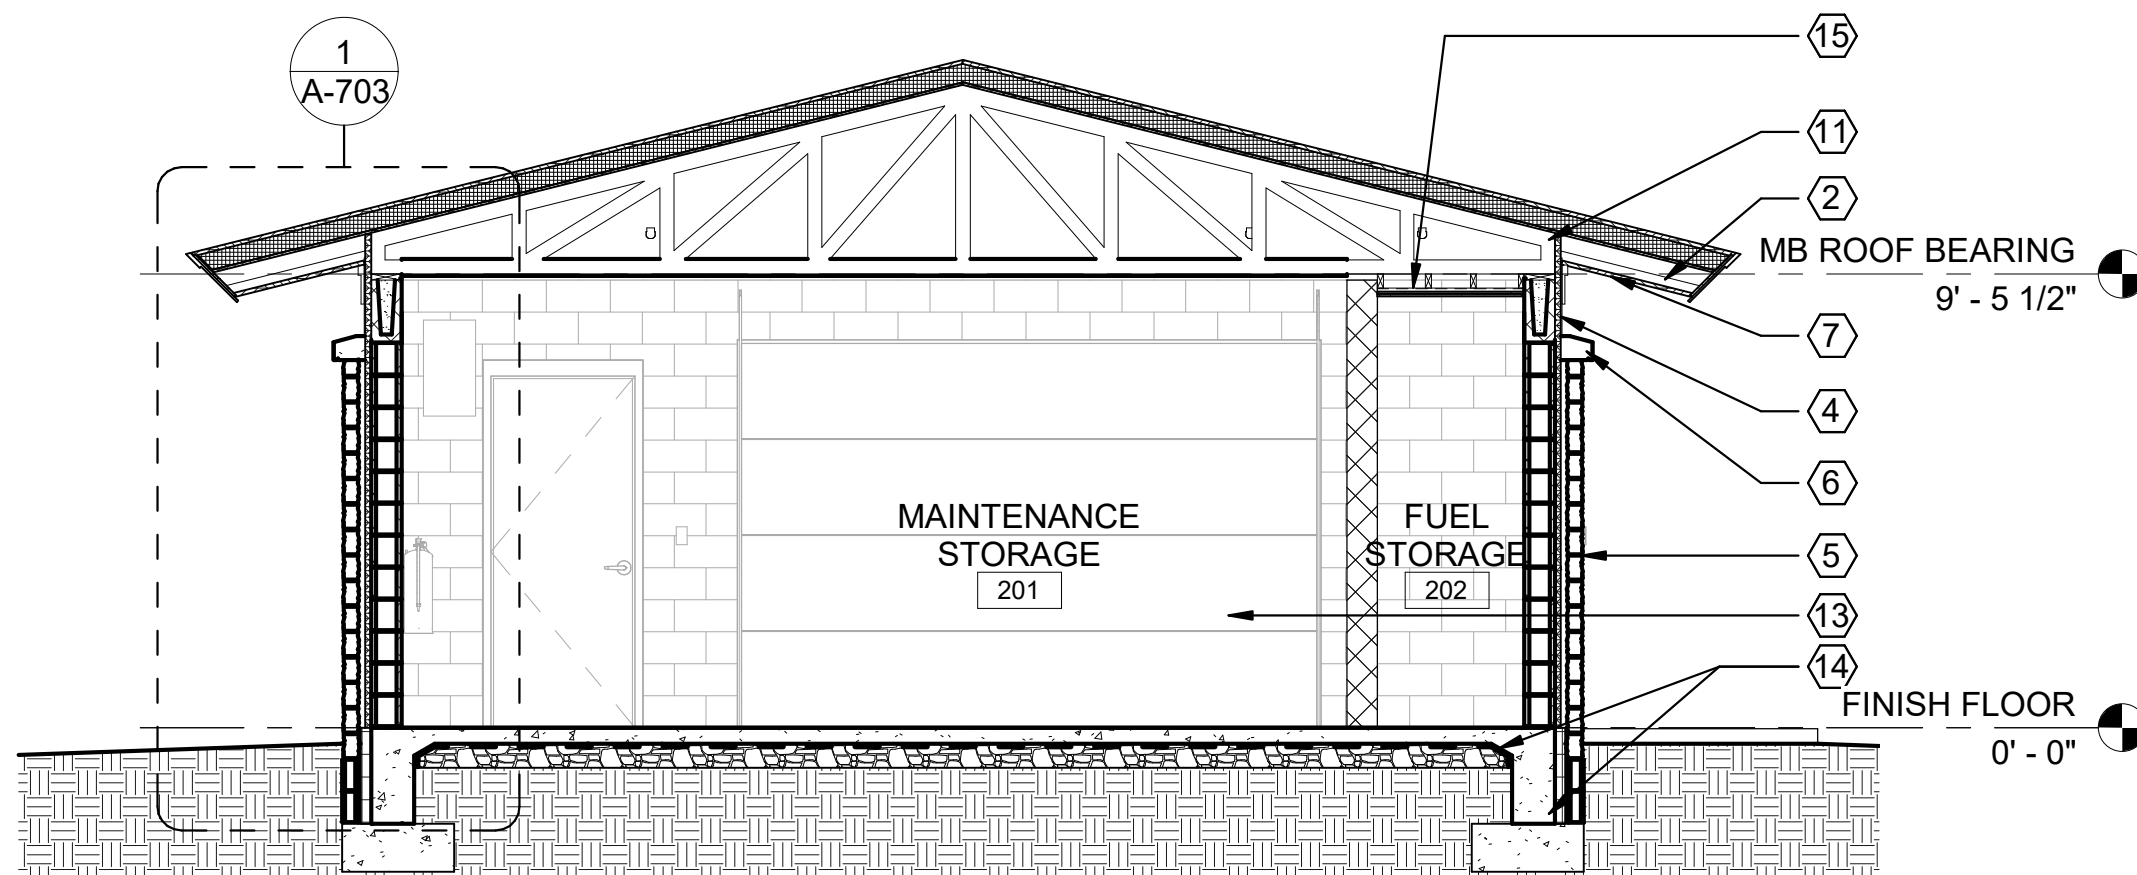 1
A-703
15
11
2
MB ROOF BEARING
9' - 5 1/2"
7
4
6
MAINTENANCE
STORAGE
201
FUEL
STORAGE
202
5
13
14
FINISH FLOOR
0' - 0"